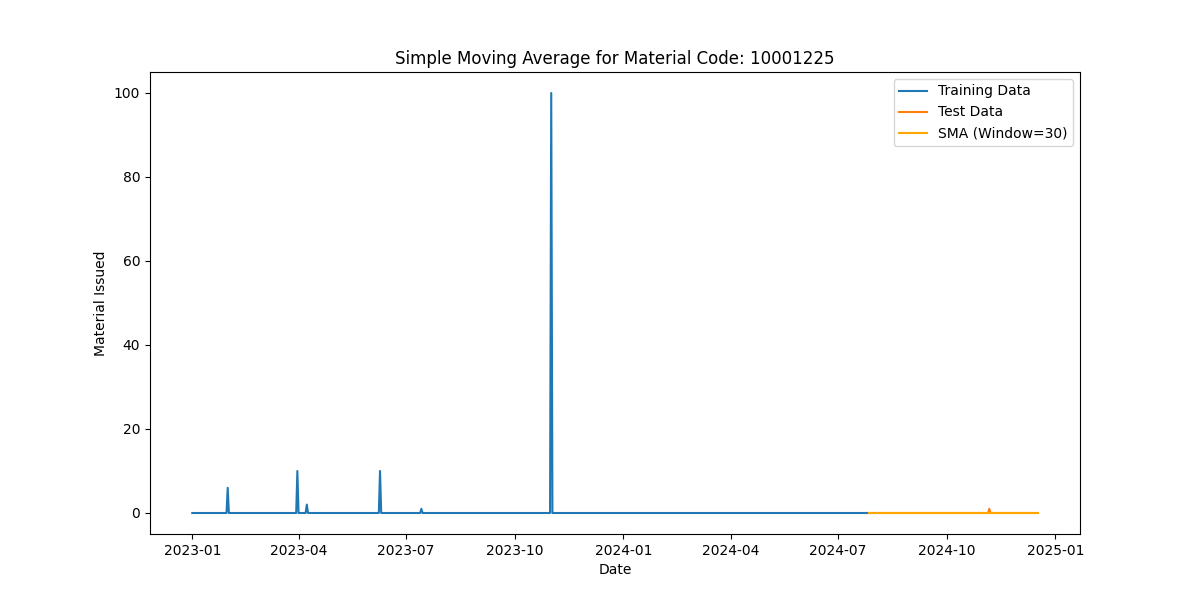 Simple Moving Average for Material Code: 10001225
Training Data
Test Data
SMA (Window=30)
Material Issued
100
80
60
40
20
0
2023-01 2023-04 2023-07 2023-10 2024-01 2024-04 2024-07 2024-10 2025-01
Date